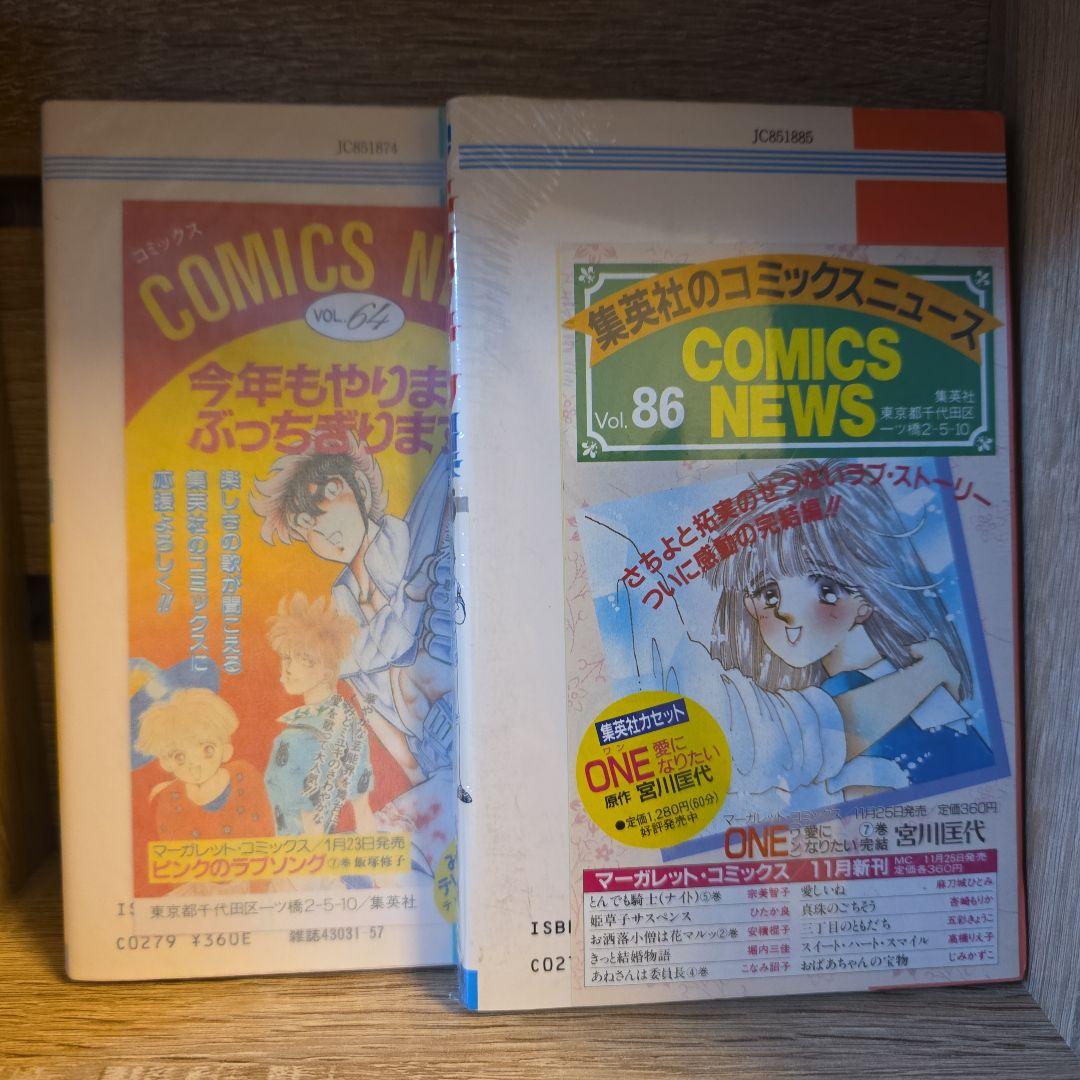 JC851874
コミックス
COMICS NE
VOL.64
今年もやりま
ぶっちぎります
楽しさの歌が聞こえる
集英社のコミックスに
応援よろしく!!
マーガレット・コミックス/1月23日発売
ピンクのラブソング⑦巻 飯塚修子
東京都千代田区一ツ橋2-5-10/集英社
IS
C0279 ¥360E 雑誌43031-57
JC851885
集英社のコミックスニュース
COMICS
NEWS
Vol. 86
集英社
東京都千代田区
一ツ橋2-5-10
さちよと拓実のせつないラブ・ストーリー
ついに感動の完結編!!
集英社カセット
ワン
ONE 愛に
なりたい
原作 宮川匡代
●定価1,280円(60分)
好評発売中
マーガレット・コミックス/11月25日発売/定価360円
ONE ワン 愛になりたい ⑦巻完結 宮川匡代
マーガレット・コミックス/11月新刊 MC 11月25日発売 定価各360円
とんでも騎士(ナイト)⑤巻 宗美智子
姫草子サスペンス ひたか良
お洒落小僧は花マルッ②巻 安積棍子
きっと結婚物語 堀内三佳
あねさんは委員長④巻 こなみ詔子
愛しいね 麻刀城ひとみ
真珠のごちそう 杏崎もりか
三丁目のともだち 五彩きょうこ
スイート・ハート・スマイル 高橋りえ子
おばあちゃんの宝物 じみかずこ
ISB
C027